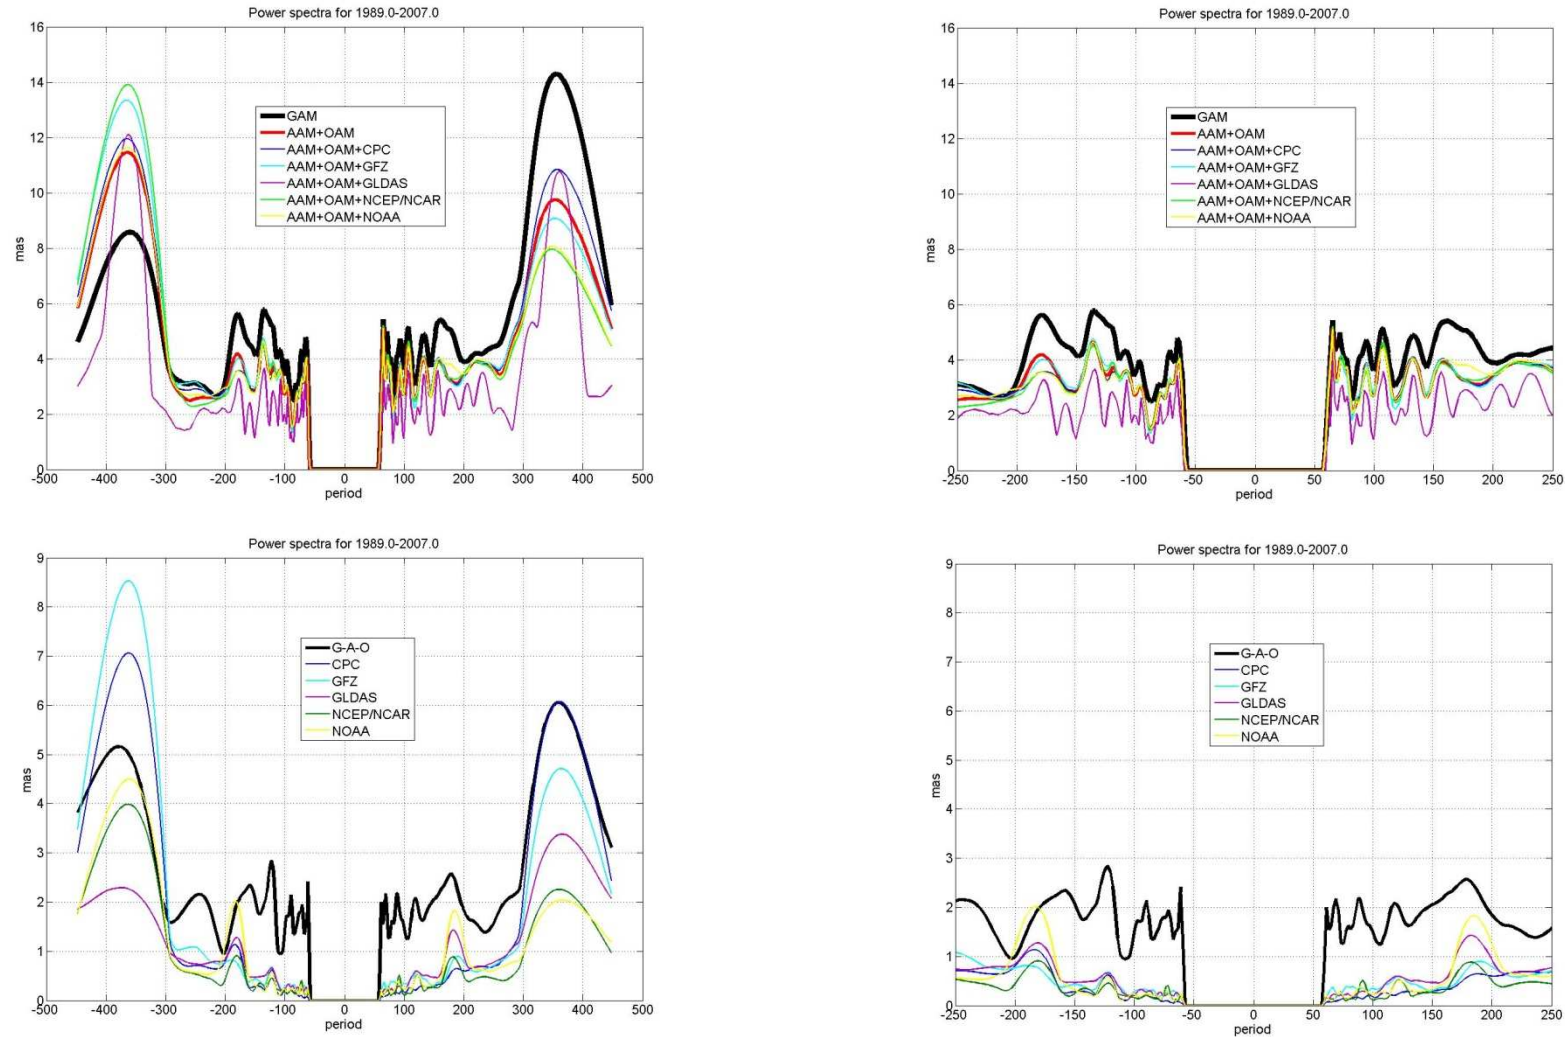 Power spectra for 1989.0-2007.0
16
14
12
10
8
6
4
2
0
mas
GAM
AAM+OAM
AAM+OAM+CPC
AAM+OAM+GFZ
AAM+OAM+GLDAS
AAM+OAM+NCEP/NCAR
AAM+OAM+NOAA
-500 -400 -300 -200 -100 0 100 200 300 400 500
period
Power spectra for 1989.0-2007.0
16
14
12
10
8
6
4
2
0
mas
GAM
AAM+OAM
AAM+OAM+CPC
AAM+OAM+GFZ
AAM+OAM+GLDAS
AAM+OAM+NCEP/NCAR
AAM+OAM+NOAA
-250 -200 -150 -100 -50 0 50 100 150 200 250
period
Power spectra for 1989.0-2007.0
9
8
7
6
5
4
3
2
1
0
mas
G-A-O
CPC
GFZ
GLDAS
NCEP/NCAR
NOAA
-500 -400 -300 -200 -100 0 100 200 300 400 500
period
Power spectra for 1989.0-2007.0
9
8
7
6
5
4
3
2
1
0
mas
G-A-O
CPC
GFZ
GLDAS
NCEP/NCAR
NOAA
-250 -200 -150 -100 -50 0 50 100 150 200 250
period